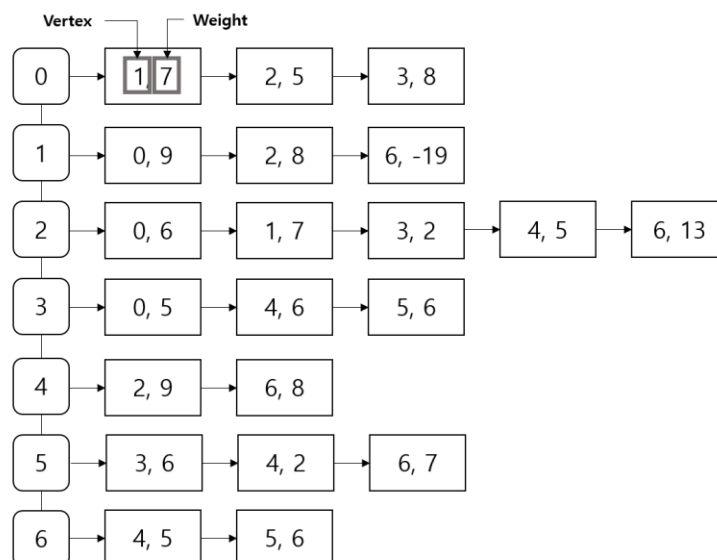 Vertex Weight
0 1, 7 2, 5 3, 8
1 0, 9 2, 8 6, -19
2 0, 6 1, 7 3, 2 4, 5 6, 13
3 0, 5 4, 6 5, 6
4 2, 9 6, 8
5 3, 6 4, 2 6, 7
6 4, 5 5, 6